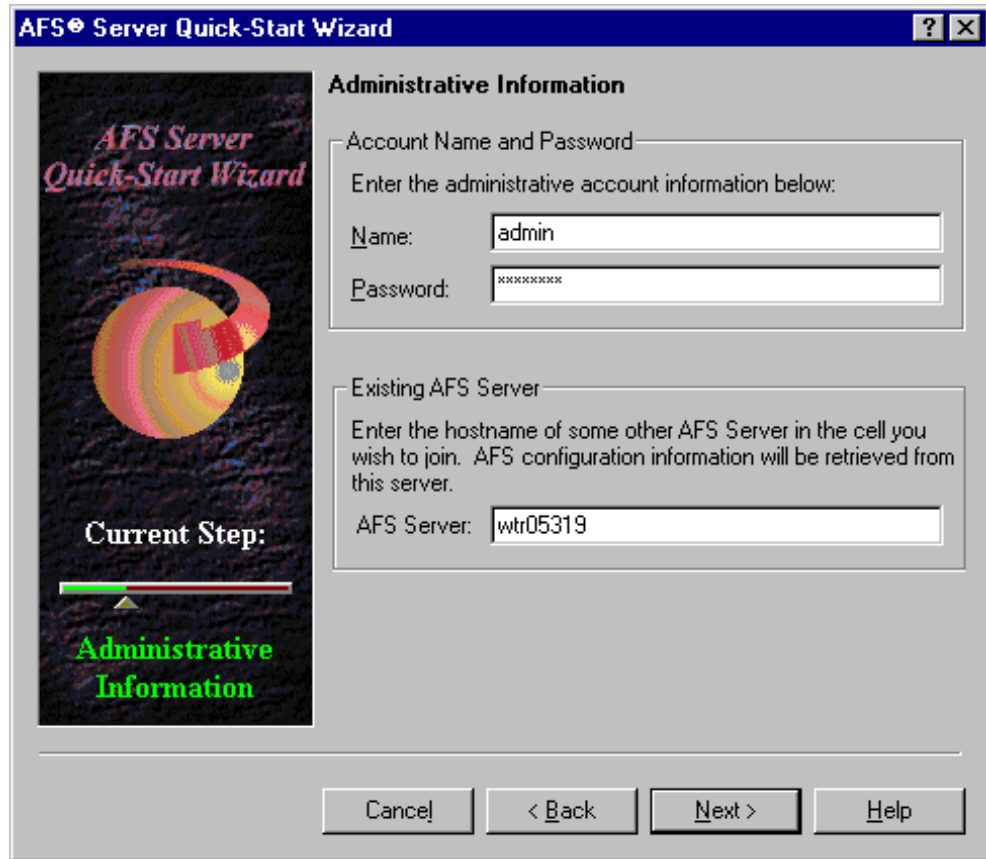 AFS® Server Quick-Start Wizard
AFS Server
Quick-Start Wizard
Current Step:
Administrative
Information
Administrative Information
Account Name and Password
Enter the administrative account information below:
Name: admin
Password: ********
Existing AFS Server
Enter the hostname of some other AFS Server in the cell you
wish to join.  AFS configuration information will be retrieved from
this server.
AFS Server: wtr05319
Cancel < Back Next > Help